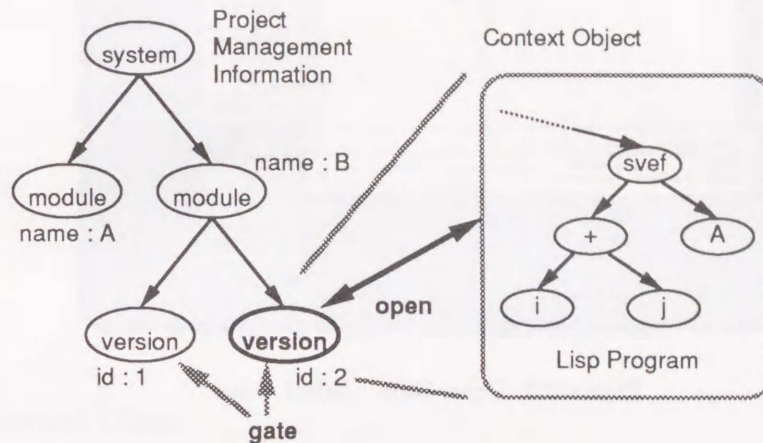 Project
Management
Information
system
Context Object
name : B
module
module
name : A
svef
+
A
i
j
Lisp Program
open
version
version
id : 1
id : 2
gate